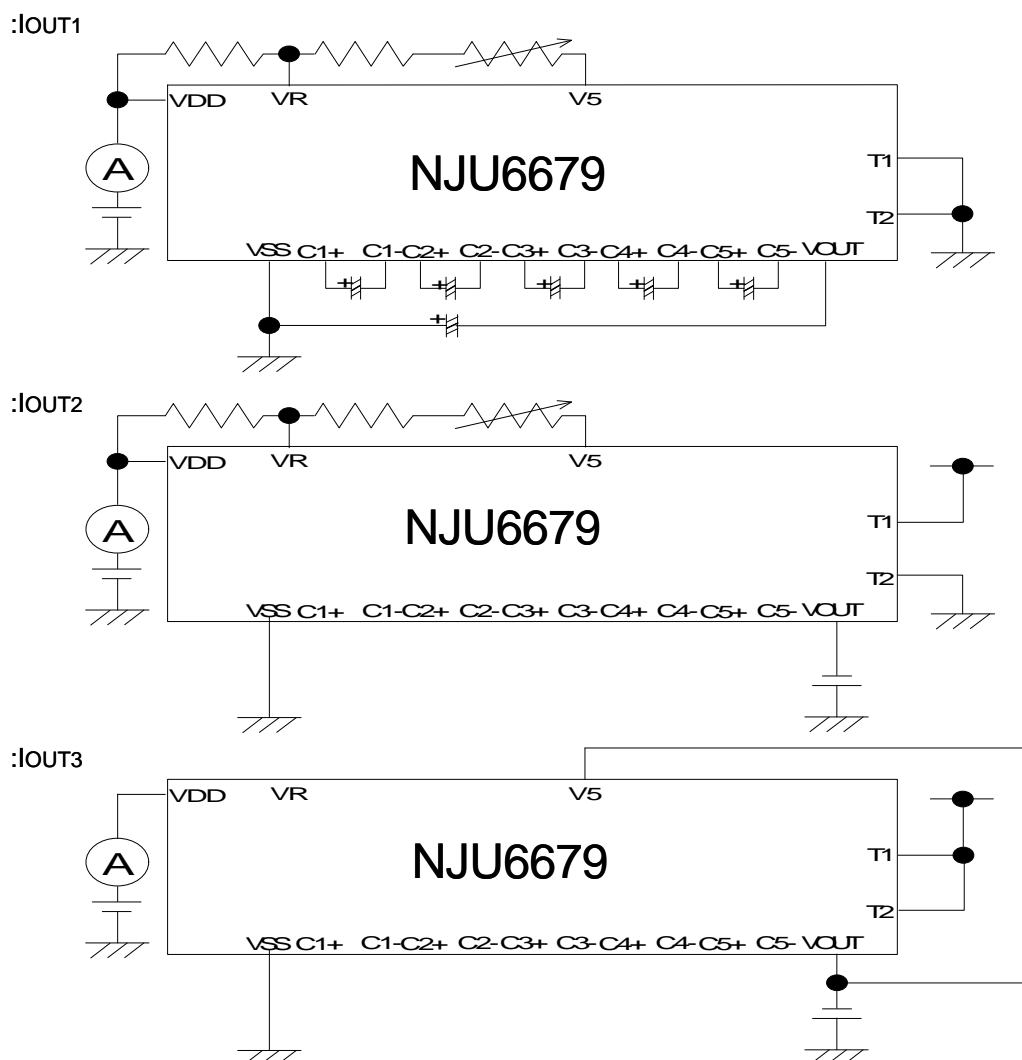 :IOUT1
VDD VR V5
A NJU6679 T1
T2
VSS C1+ C1- C2+ C2- C3+ C3- C4+ C4- C5+ C5- VOUT
+ + + + +
+
:IOUT2
VDD VR V5
A NJU6679 T1
T2
VSS C1+ C1- C2+ C2- C3+ C3- C4+ C4- C5+ C5- VOUT
:IOUT3
VDD VR V5
A NJU6679 T1
T2
VSS C1+ C1- C2+ C2- C3+ C3- C4+ C4- C5+ C5- VOUT